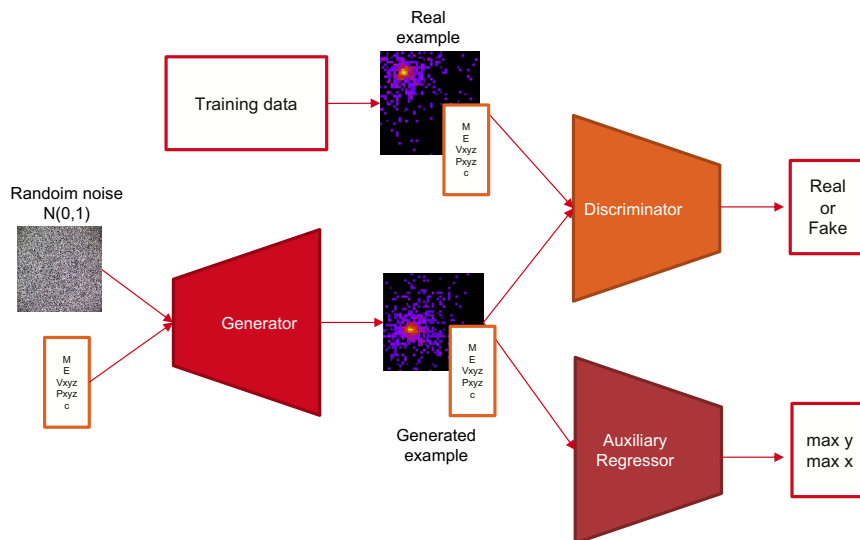 Real
example
Training data
M
E
Vxyz
Pxyz
c
Discriminator
Real
or
Fake
Randoim noise
N(0,1)
Generator
M
E
Vxyz
Pxyz
c
M
E
Vxyz
Pxyz
c
Generated
example
Auxiliary
Regressor
max y
max x